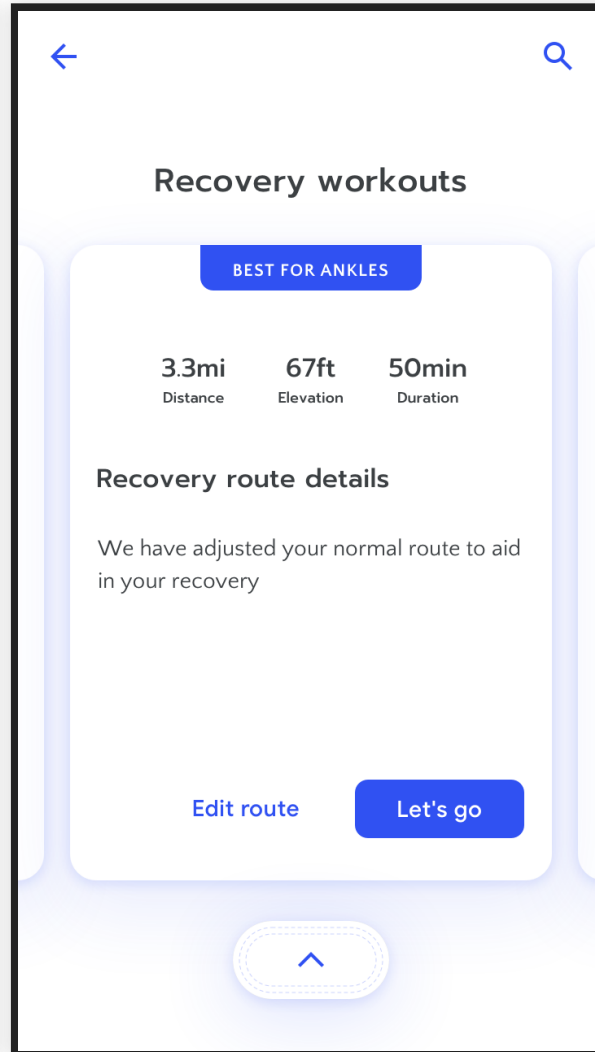 Recovery workouts
BEST FOR ANKLES
3.3mi 67ft 50min
Distance Elevation Duration
Recovery route details
We have adjusted your normal route to aid
in your recovery
Edit route Let's go